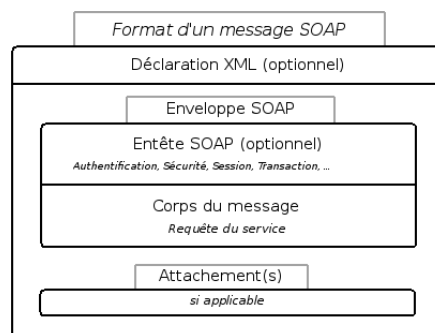 Format d'un message SOAP
Déclaration XML (optionnel)
Enveloppe SOAP
Entête SOAP (optionnel)
Authentification, Sécurité, Session, Transaction, ...
Corps du message
Requête du service
Attachement(s)
si applicable